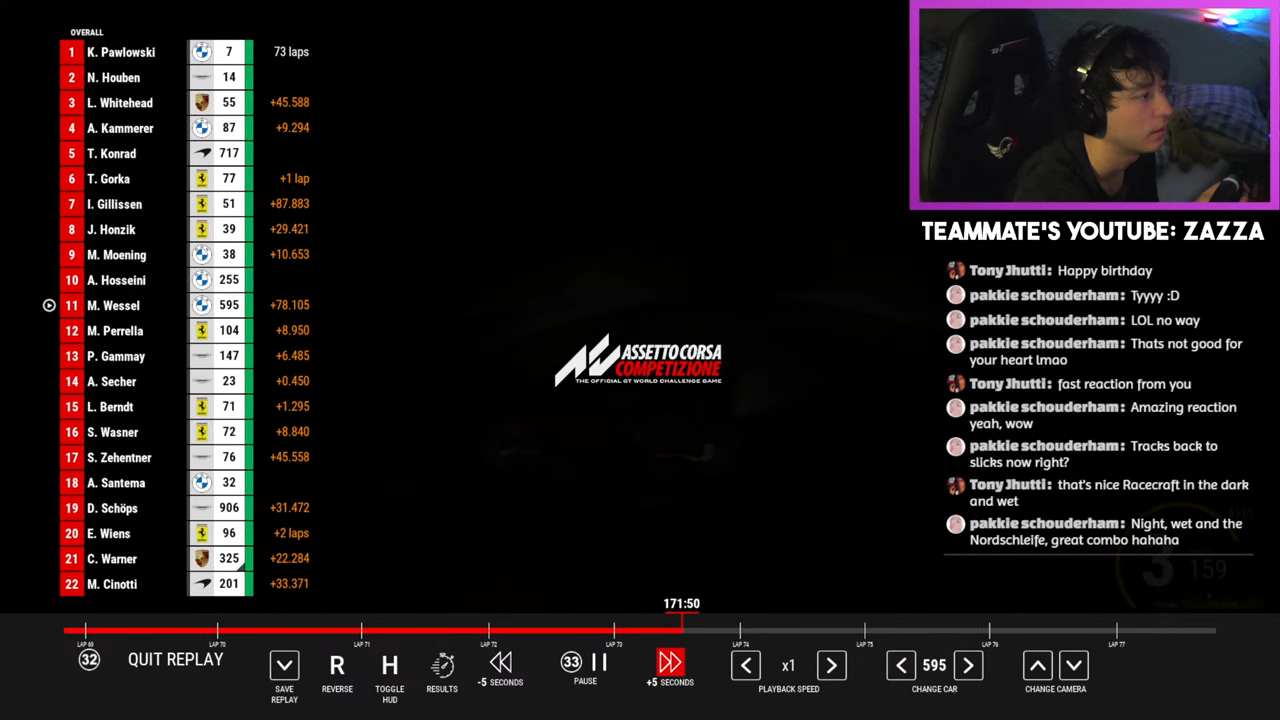 OVERALL
1 K. Pawlowski 7 73 laps
2 N. Houben 14
3 L. Whitehead 55 +45.588
4 A. Kammerer 87 +9.294
5 T. Konrad 717
6 T. Gorka 77 +1 lap
7 I. Gillissen 51 +87.883
8 J. Honzik 39 +29.421
9 M. Moening 38 +10.653
10 A. Hosseini 255
11 M. Wessel 595 +78.105
12 M. Perrella 104 +8.950
13 P. Gammay 147 +6.485
14 A. Secher 23 +0.450
15 L. Berndt 71 +1.295
16 S. Wasner 72 +8.840
17 S. Zehentner 76 +45.558
18 A. Santema 32
19 D. Schöps 906 +31.472
20 E. Wiens 96 +2 laps
21 C. Warner 325 +22.284
22 M. Cinotti 201 +33.371
ASSETTO CORSA
COMPETIZIONE
THE OFFICIAL GT WORLD CHALLENGE GAME
TEAMMATE'S YOUTUBE: ZAZZA
TonyJhutti: Happy birthday
pakkie schouderham: Tyyyy :D
pakkie schouderham: LOL no way
pakkie schouderham: Thats not good for
your heart lmao
TonyJhutti: fast reaction from you
pakkie schouderham: Amazing reaction
yeah, wow
pakkie schouderham: Tracks back to
slicks now right?
TonyJhutti: that's nice Racecraft in the dark
and wet
pakkie schouderham: Night, wet and the
Nordschleife, great combo hahaha
3 159
171:50
LAP 69 LAP 70 LAP 71 LAP 72 LAP 73 LAP 74 LAP 75 LAP 76 LAP 77
32 QUIT REPLAY
SAVE
REPLAY
R
REVERSE
H
TOGGLE
HUD
RESULTS
-5 SECONDS
33
PAUSE
+5 SECONDS
x1
PLAYBACK SPEED
595
CHANGE CAR
CHANGE CAMERA